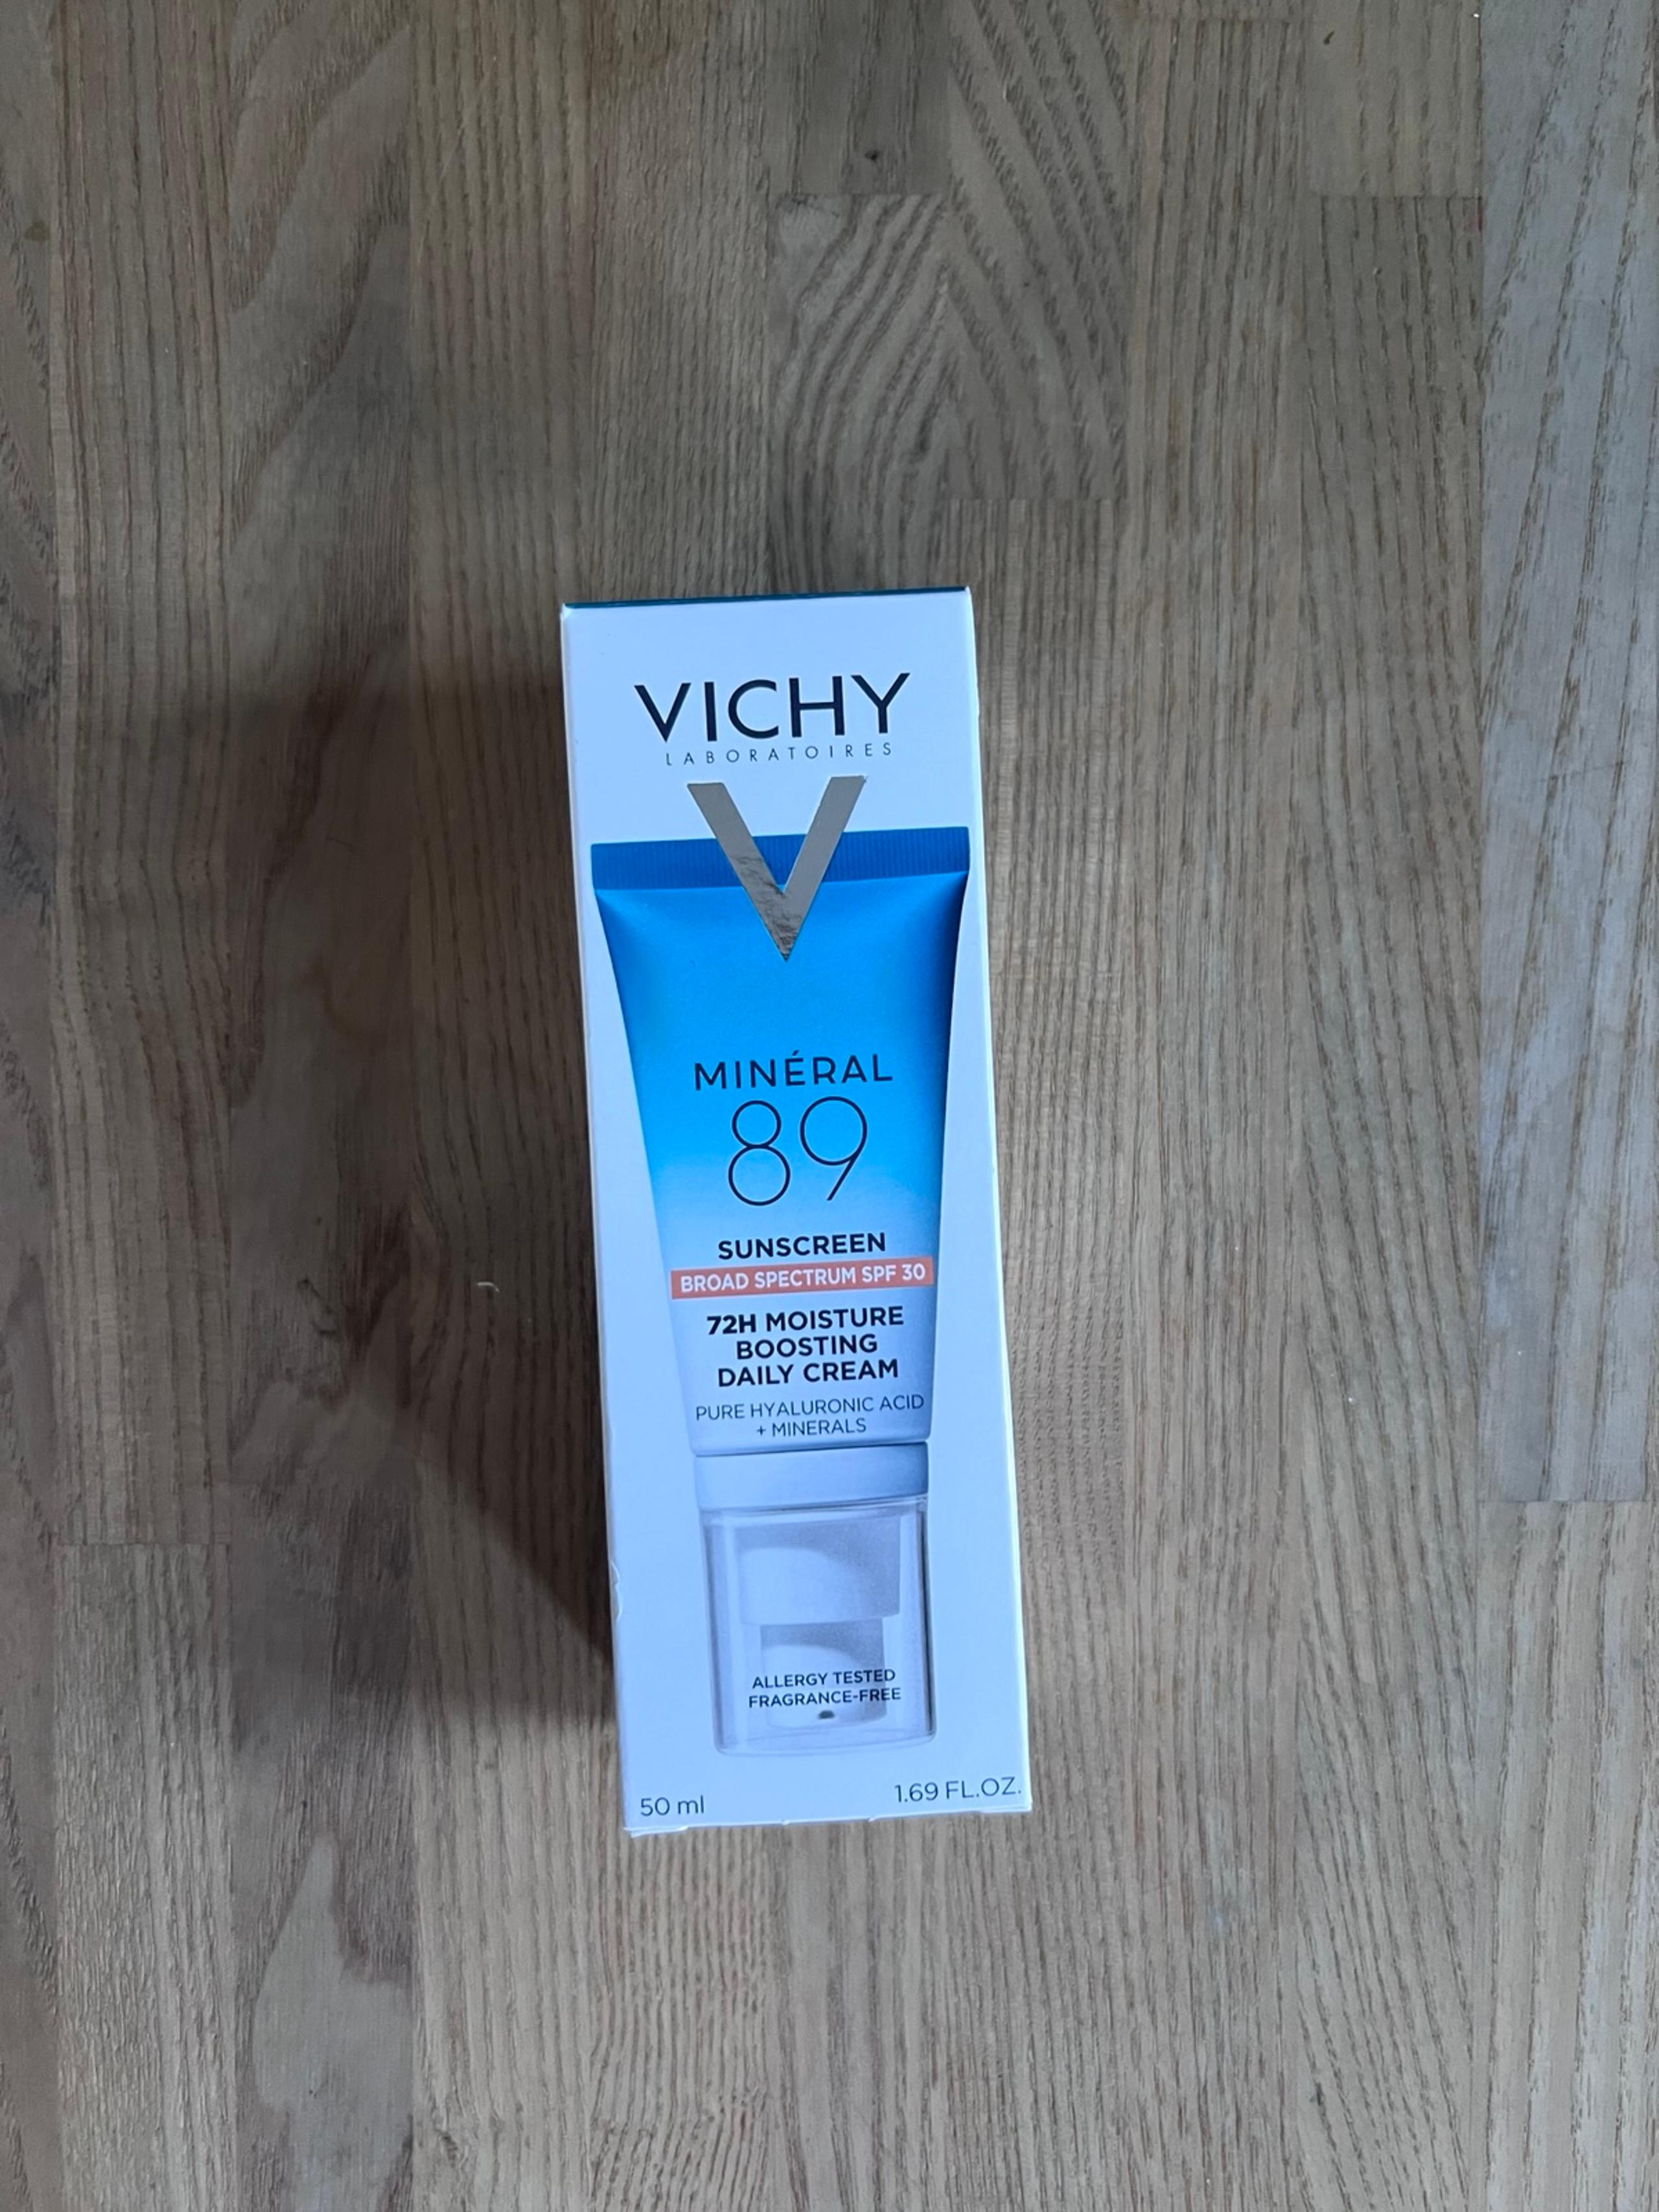 VICHY
LABORATOIRES
MINÉRAL
89
SUNSCREEN
BROAD SPECTRUM SPF 30
72H MOISTURE
BOOSTING
DAILY CREAM
PURE HYALURONIC ACID
+ MINERALS
ALLERGY TESTED
FRAGRANCE-FREE
50 ml 1.69 FL.OZ.